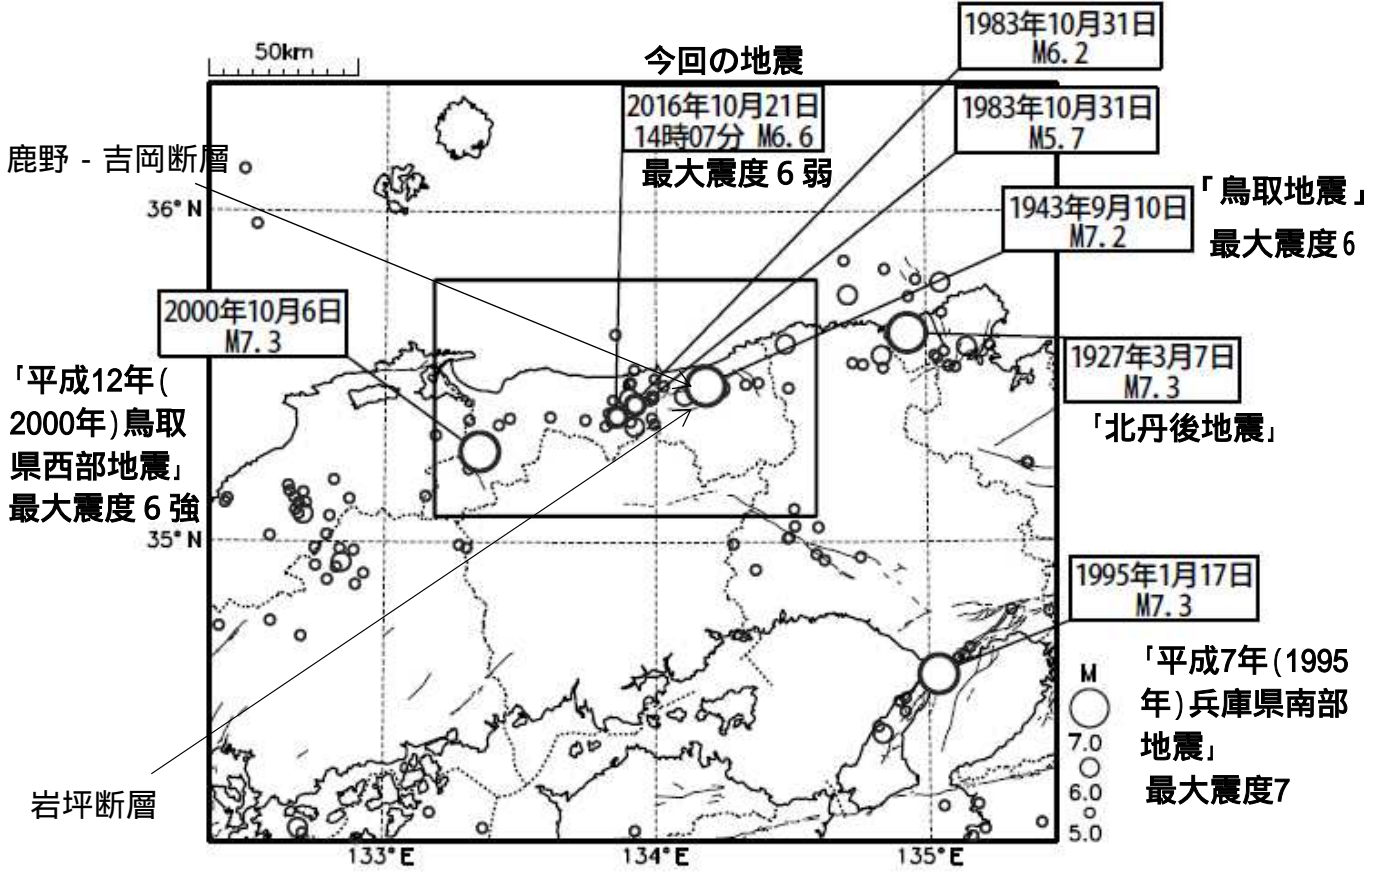 50km
今回の地震
1983年10月31日
M6.2
2016年10月21日
14時07分 M6.6
最大震度６弱
1983年10月31日
M5.7
鹿野 - 吉岡断層
36°N
1943年9月10日
M7.2
「鳥取地震」
最大震度6
2000年10月6日
M7.3
「平成12年(
2000年)鳥取
県西部地震」
最大震度６強
1927年3月7日
M7.3
「北丹後地震」
35°N
1995年1月17日
M7.3
「平成7年(1995
年)兵庫県南部
地震」
最大震度7
M
7.0
6.0
5.0
岩坪断層
133°E
134°E
135°E